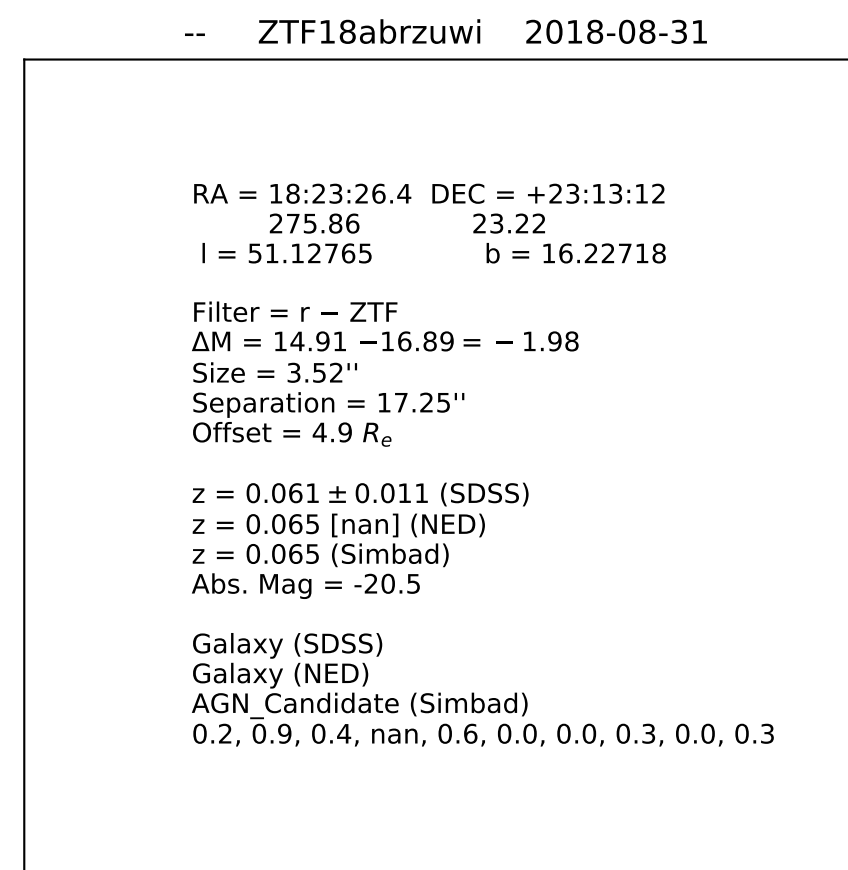 -- ZTF18abrzuwi 2018-08-31
RA = 18:23:26.4 DEC = +23:13:12
275.86 23.22
l = 51.12765 b = 16.22718
Filter = r − ZTF
ΔM = 14.91 −16.89 = − 1.98
Size = 3.52''
Separation = 17.25''
Offset = 4.9 Re
z = 0.061 ± 0.011 (SDSS)
z = 0.065 [nan] (NED)
z = 0.065 (Simbad)
Abs. Mag = -20.5
Galaxy (SDSS)
Galaxy (NED)
AGN_Candidate (Simbad)
0.2, 0.9, 0.4, nan, 0.6, 0.0, 0.0, 0.3, 0.0, 0.3